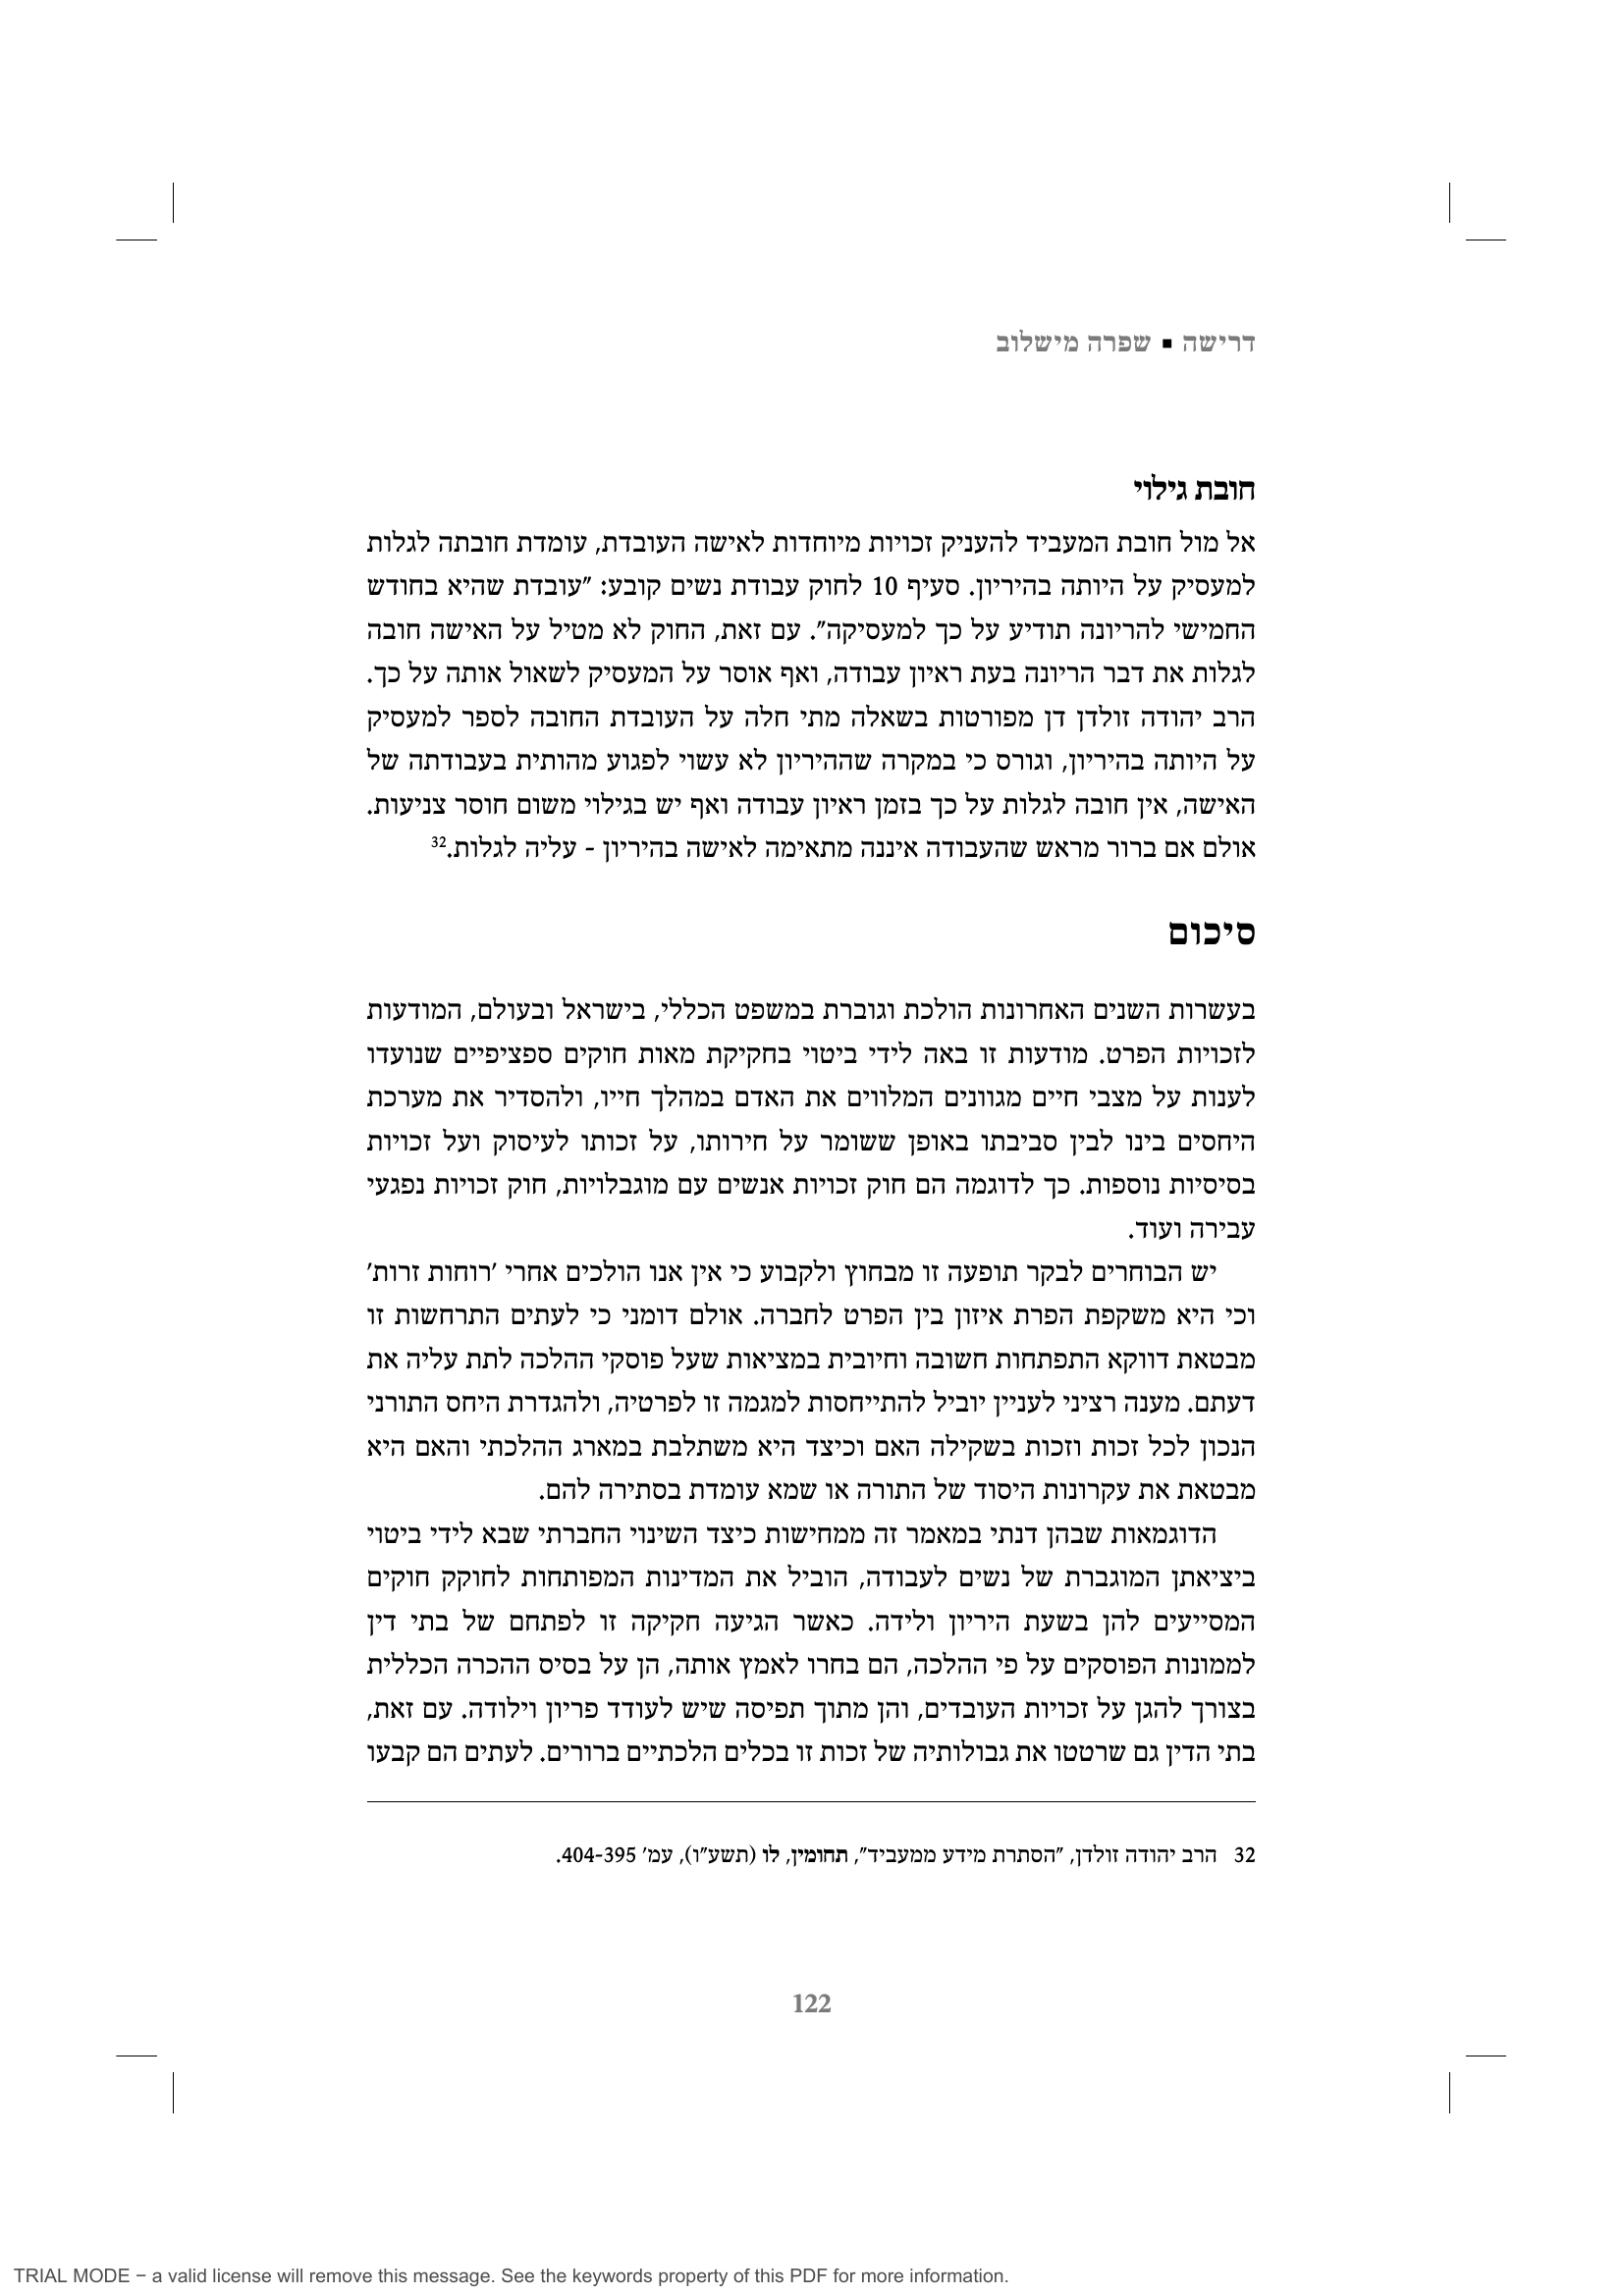 דרישה ▪ שפרה מישלוב
חובת גילוי
אל מול חובת המעביד להעניק זכויות מיוחדות לאישה העובדת, עומדת חובתה לגלות
למעסיק על היותה בהיריון. סעיף 10 לחוק עבודת נשים קובע: "עובדת שהיא בחודש
החמישי להריונה תודיע על כך למעסיקה". עם זאת, החוק לא מטיל על האישה חובה
לגלות את דבר הריונה בעת ראיון עבודה, ואף אוסר על המעסיק לשאול אותה על כך.
הרב יהודה זולדן דן מפורטות בשאלה מתי חלה על העובדת החובה לספר למעסיק
על היותה בהיריון, וגורס כי במקרה שההיריון לא עשוי לפגוע מהותית בעבודתה של
האישה, אין חובה לגלות על כך בזמן ראיון עבודה ואף יש בגילוי משום חוסר צניעות.
אולם אם ברור מראש שהעבודה איננה מתאימה לאישה בהיריון - עליה לגלות.32
סיכום
בעשרות השנים האחרונות הולכת וגוברת במשפט הכללי, בישראל ובעולם, המודעות
לזכויות הפרט. מודעות זו באה לידי ביטוי בחקיקת מאות חוקים ספציפיים שנועדו
לענות על מצבי חיים מגוונים המלווים את האדם במהלך חייו, ולהסדיר את מערכת
היחסים בינו לבין סביבתו באופן ששומר על חירותו, על זכותו לעיסוק ועל זכויות
בסיסיות נוספות. כך לדוגמה הם חוק זכויות אנשים עם מוגבלויות, חוק זכויות נפגעי
עבירה ועוד.
יש הבוחרים לבקר תופעה זו מבחוץ ולקבוע כי אין אנו הולכים אחרי 'רוחות זרות'
וכי היא משקפת הפרת איזון בין הפרט לחברה. אולם דומני כי לעתים התרחשות זו
מבטאת דווקא התפתחות חשובה וחיובית במציאות שעל פוסקי ההלכה לתת עליה את
דעתם. מענה רציני לעניין יוביל להתייחסות למגמה זו לפרטיה, ולהגדרת היחס התורני
הנכון לכל זכות וזכות בשקילה האם וכיצד היא משתלבת במארג ההלכתי והאם היא
מבטאת את עקרונות היסוד של התורה או שמא עומדת בסתירה להם.
הדוגמאות שבהן דנתי במאמר זה ממחישות כיצד השינוי החברתי שבא לידי ביטוי
ביציאתן המוגברת של נשים לעבודה, הוביל את המדינות המפותחות לחוקק חוקים
המסייעים להן בשעת היריון ולידה. כאשר הגיעה חקיקה זו לפתחם של בתי דין
לממונות הפוסקים על פי ההלכה, הם בחרו לאמץ אותה, הן על בסיס ההכרה הכללית
בצורך להגן על זכויות העובדים, והן מתוך תפיסה שיש לעודד פריון וילודה. עם זאת,
בתי הדין גם שרטטו את גבולותיה של זכות זו בכלים הלכתיים ברורים. לעתים הם קבעו
32 הרב יהודה זולדן, "הסתרת מידע ממעביד", תחומין, לו (תשע"ו), עמ' 404-395.
122
TRIAL MODE − a valid license will remove this message. See the keywords property of this PDF for more information.